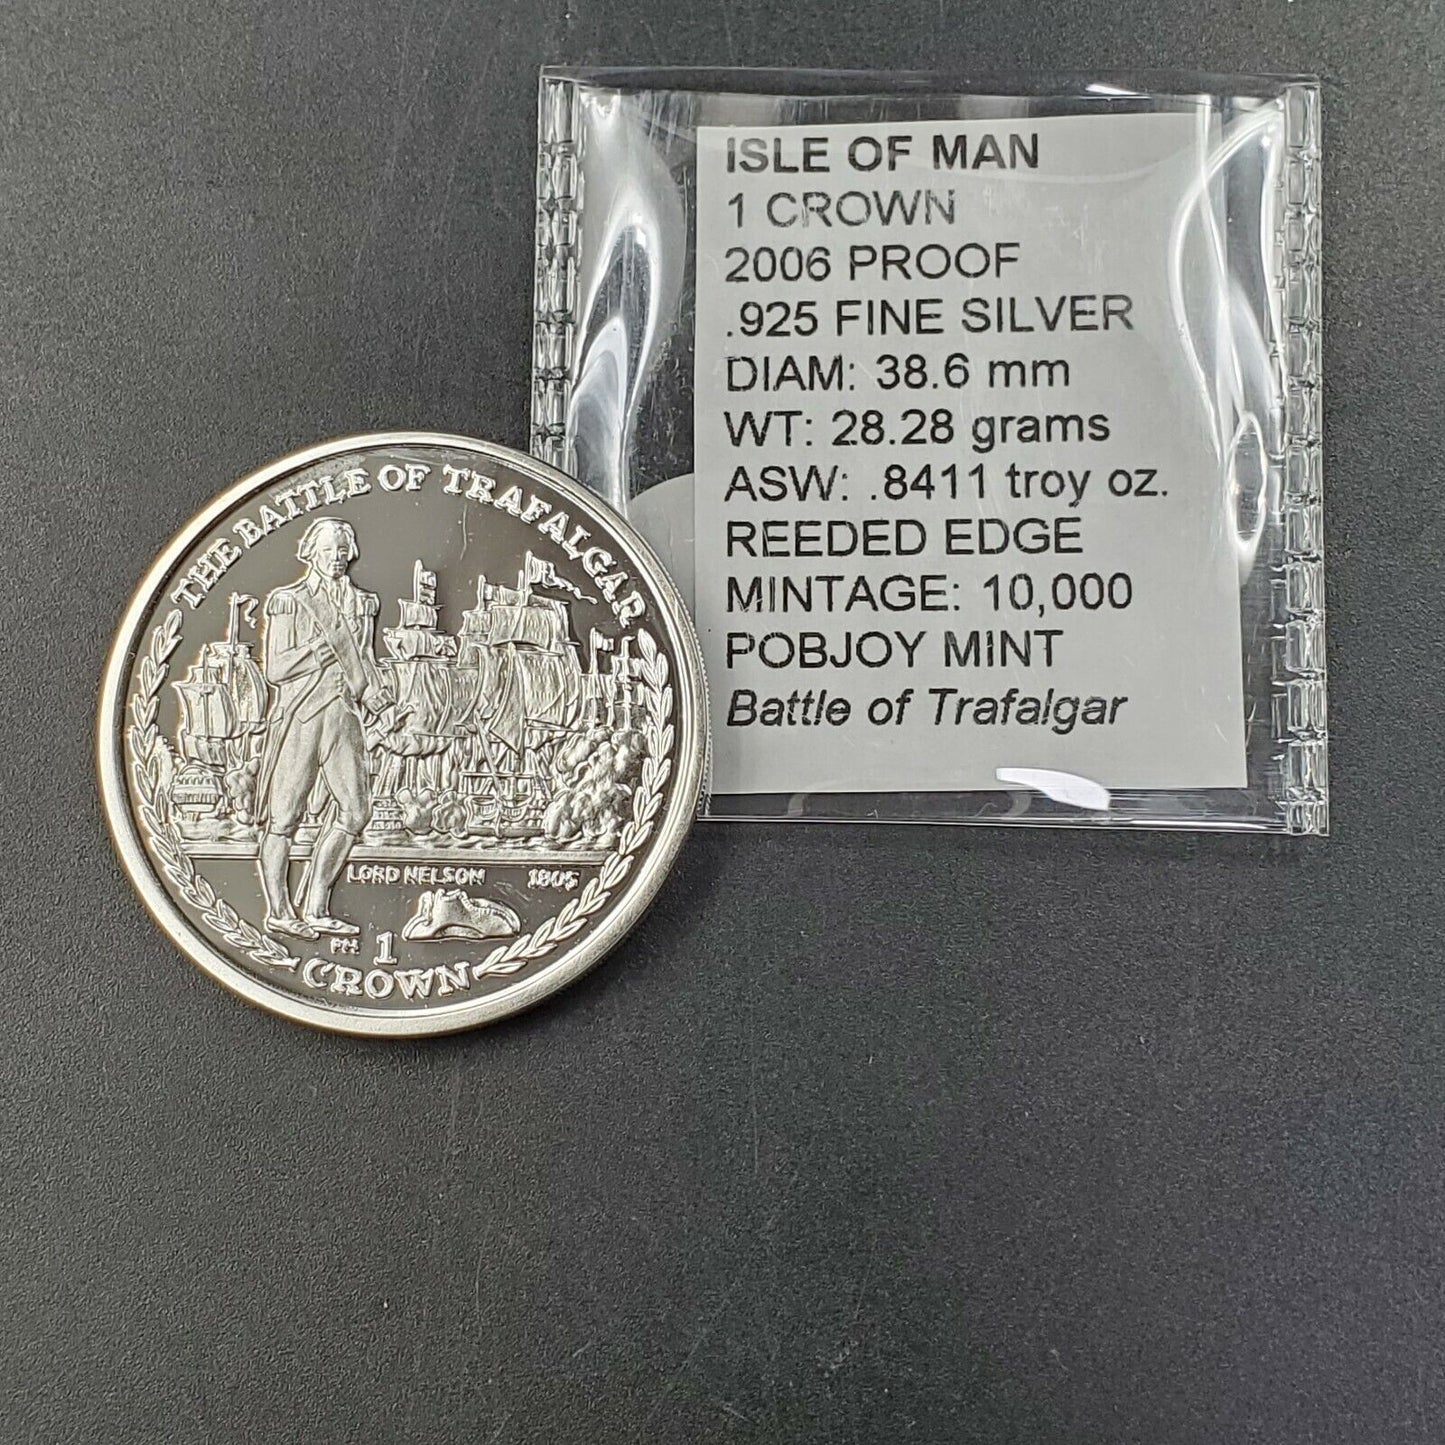 THE BATTLE OF TRAFALGAR
LORD NELSON 1805
PM 1
CROWN
ISLE OF MAN
1 CROWN
2006 PROOF
.925 FINE SILVER
DIAM: 38.6 mm
WT: 28.28 grams
ASW: .8411 troy oz.
REEDED EDGE
MINTAGE: 10,000
POBJOY MINT
Battle of Trafalgar